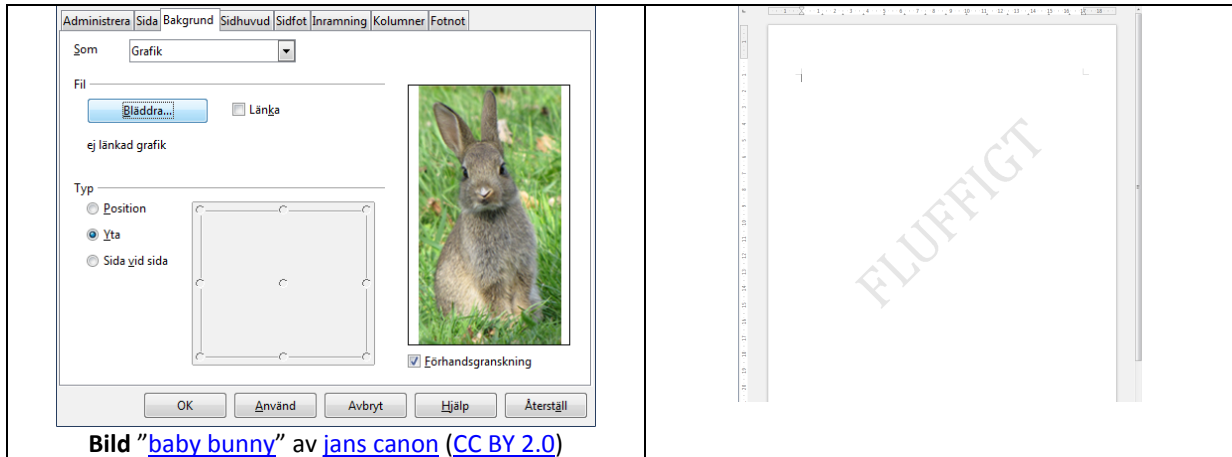 Administrera Sida Bakgrund Sidhuvud Sidfot Inramning Kolumner Fotnot
Som Grafik
Fil
Bläddra... Länka
ej länkad grafik
Typ
Position
Yta
Sida vid sida
Förhandsgranskning
OK Använd Avbryt Hjälp Återställ
Bild "baby bunny" av jans canon (CC BY 2.0)
FLUFFIGT